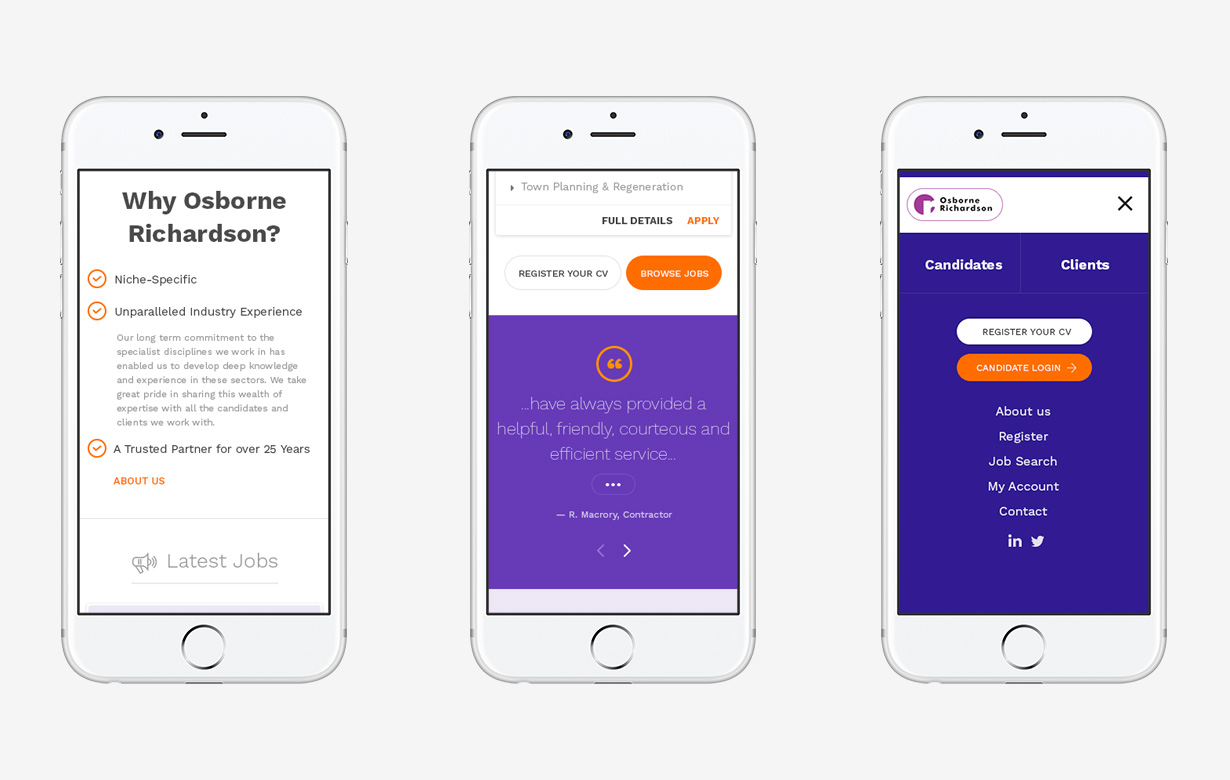 Why Osborne
Richardson?
Niche-Specific
Unparalleled Industry Experience
Our long term commitment to the
specialist disciplines we work in has
enabled us to develop deep knowledge
and experience in these sectors. We take
great pride in sharing this wealth of
expertise with all the candidates and
clients we work with.
A Trusted Partner for over 25 Years
ABOUT US
Latest Jobs
Town Planning & Regeneration
FULL DETAILS APPLY
REGISTER YOUR CV BROWSE JOBS
“
...have always provided a
helpful, friendly, courteous and
efficient service...
•••
— R. Macrory, Contractor
Osborne
Richardson
Candidates Clients
REGISTER YOUR CV
CANDIDATE LOGIN
About us
Register
Job Search
My Account
Contact
in